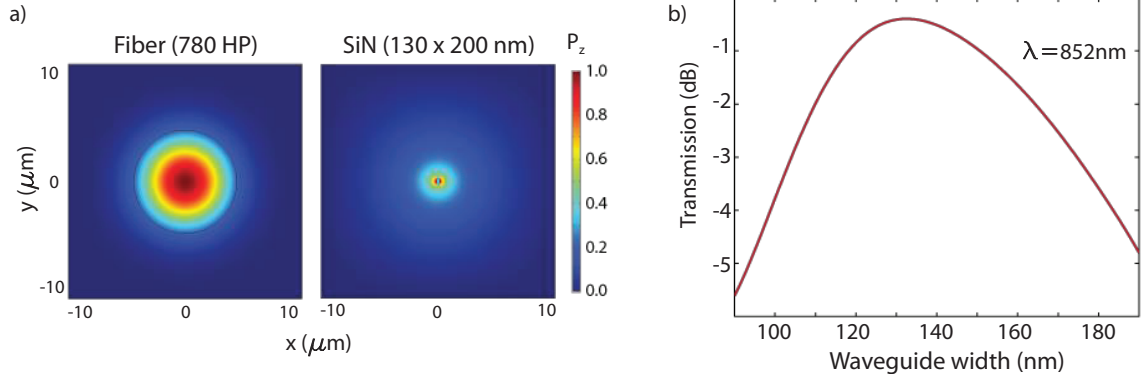 a)
Fiber (780 HP)
SiN (130 x 200 nm)
P_z
10
0
-10
y (μm)
-10
0
10
-10
0
10
x (μm)
1.0
0.8
0.6
0.4
0.2
0.0
b)
λ=852nm
-1
-2
-3
-4
-5
Transmission (dB)
100
120
140
160
180
Waveguide width (nm)